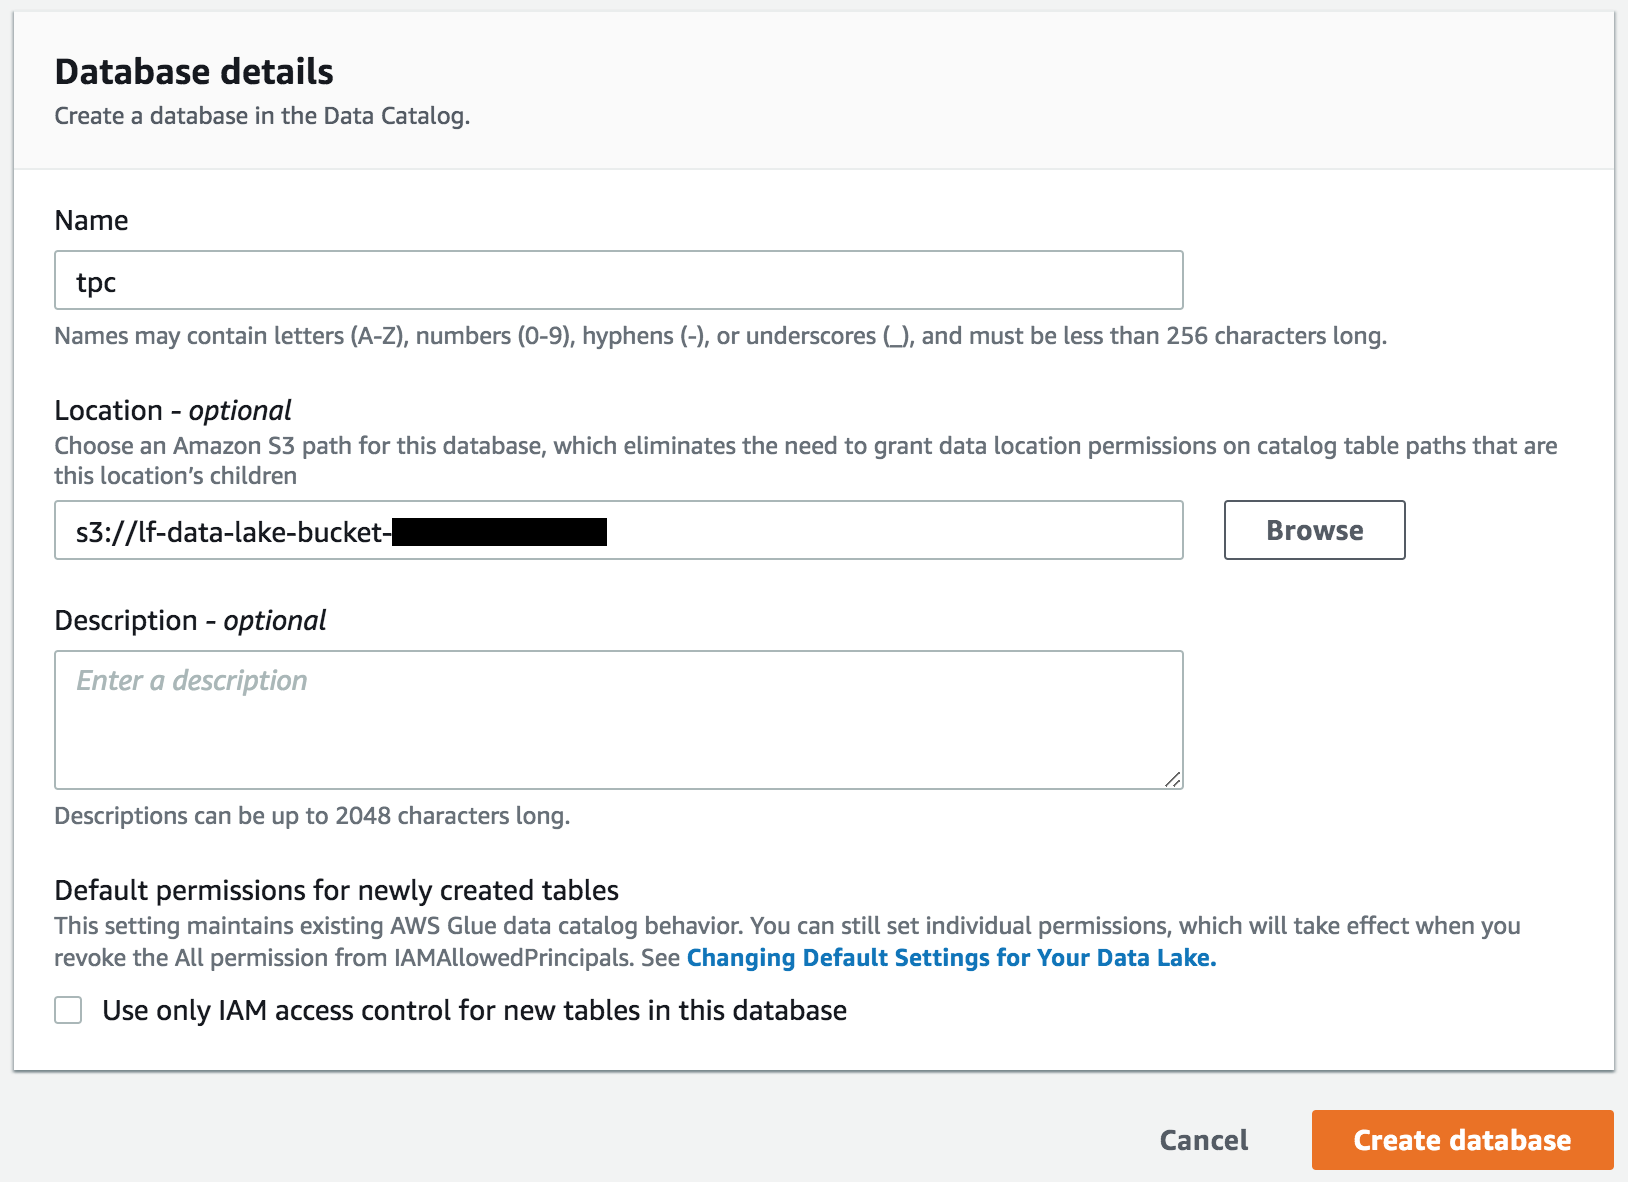 Database details
Create a database in the Data Catalog.
Name
tpc
Names may contain letters (A-Z), numbers (0-9), hyphens (-), or underscores (_), and must be less than 256 characters long.
Location - optional
Choose an Amazon S3 path for this database, which eliminates the need to grant data location permissions on catalog table paths that are
this location’s children
s3://lf-data-lake-bucket-
Browse
Description - optional
Enter a description
Descriptions can be up to 2048 characters long.
Default permissions for newly created tables
This setting maintains existing AWS Glue data catalog behavior. You can still set individual permissions, which will take effect when you
revoke the All permission from IAMAllowedPrincipals. See Changing Default Settings for Your Data Lake.
Use only IAM access control for new tables in this database
Cancel
Create database